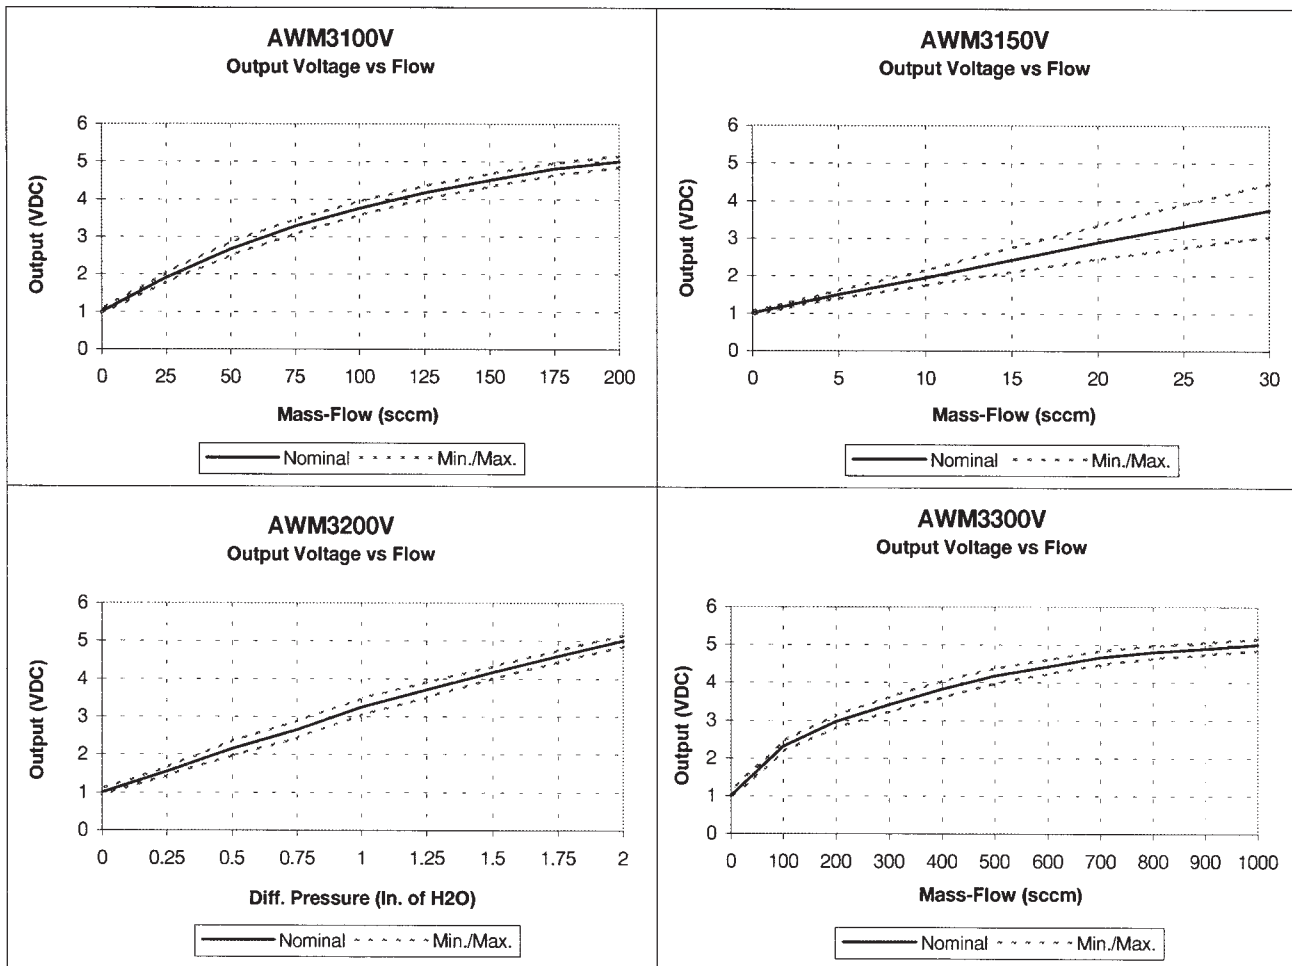 AWM3100V
Output Voltage vs Flow
6
5
4
3
2
1
0
Output (VDC)
0 25 50 75 100 125 150 175 200
Mass-Flow (sccm)
Nominal Min./Max.
AWM3150V
Output Voltage vs Flow
6
5
4
3
2
1
0
Output (VDC)
0 5 10 15 20 25 30
Mass-Flow (sccm)
Nominal Min./Max.
AWM3200V
Output Voltage vs Flow
6
5
4
3
2
1
0
Output (VDC)
0 0.25 0.5 0.75 1 1.25 1.5 1.75 2
Diff. Pressure (In. of H2O)
Nominal Min./Max.
AWM3300V
Output Voltage vs Flow
6
5
4
3
2
1
0
Output (VDC)
0 100 200 300 400 500 600 700 800 900 1000
Mass-Flow (sccm)
Nominal Min./Max.